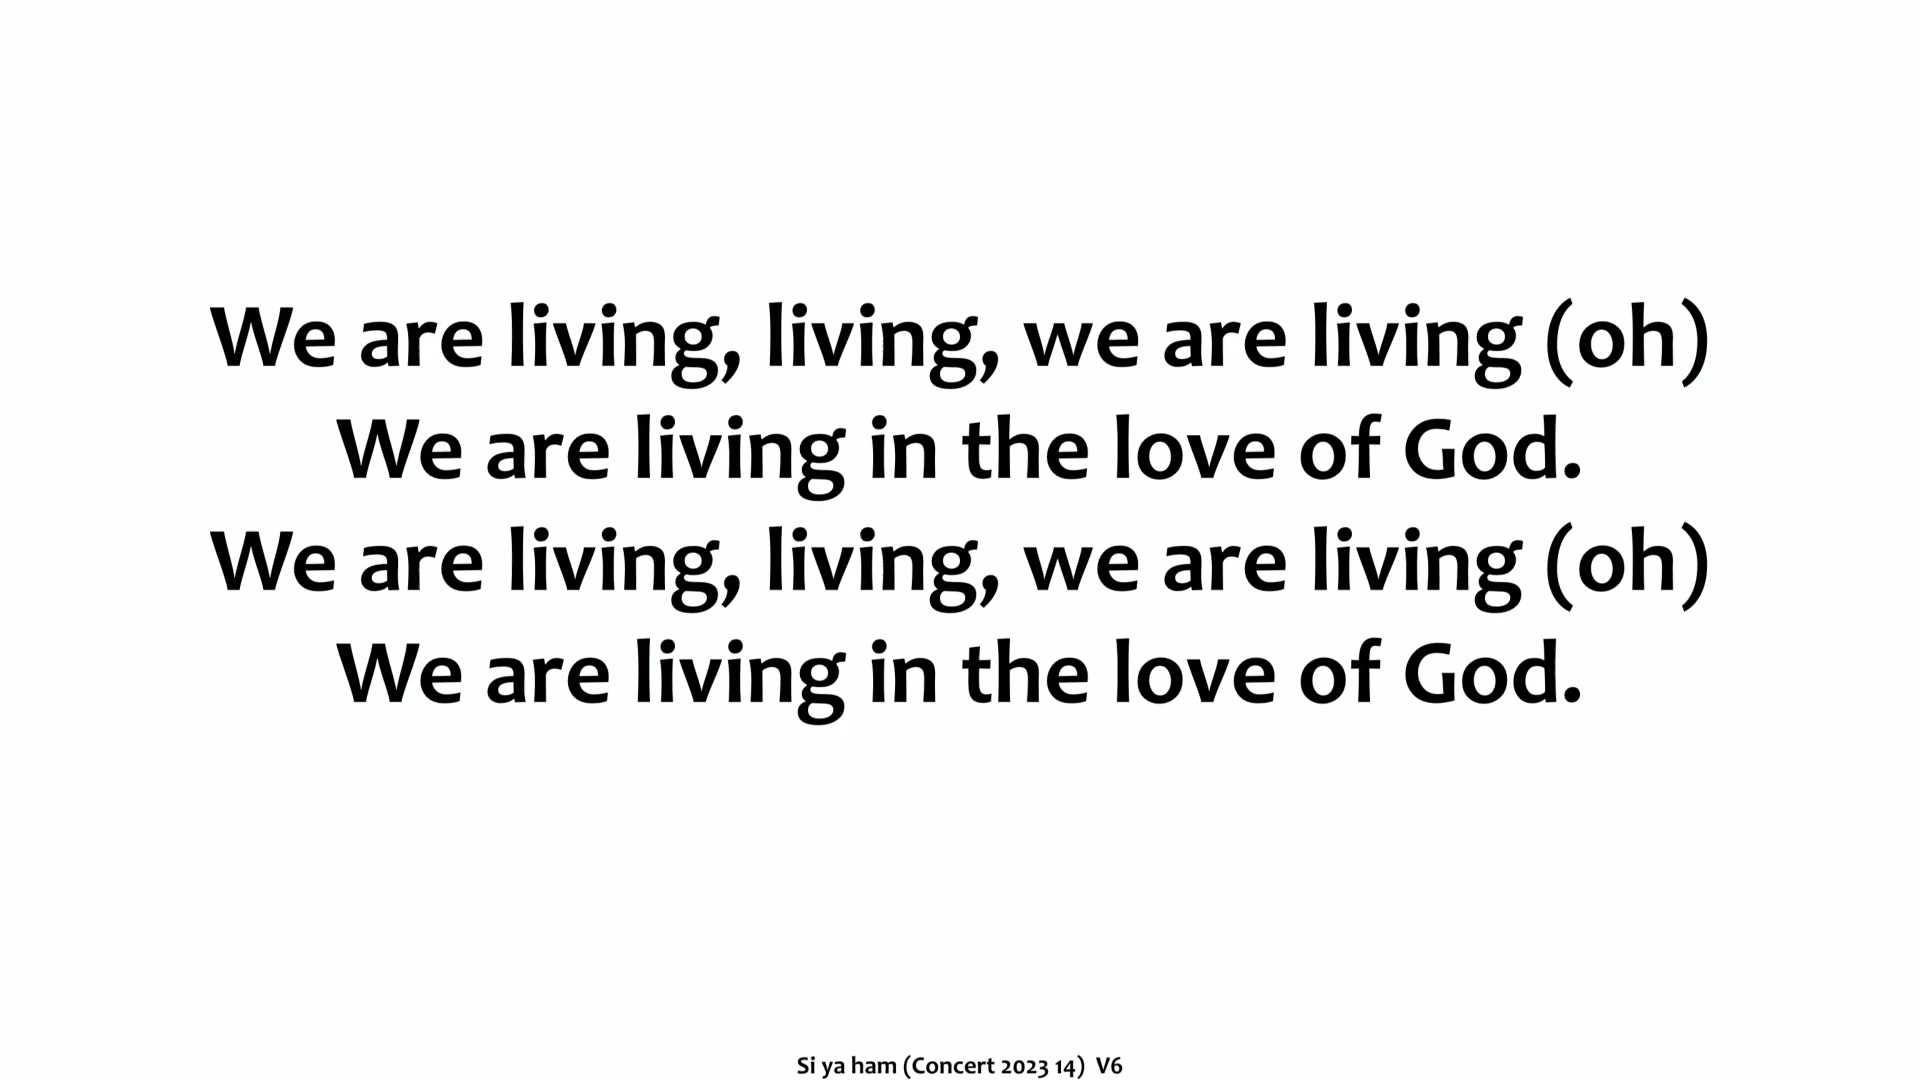 We are living, living, we are living (oh)
We are living in the love of God.
We are living, living, we are living (oh)
We are living in the love of God.
Si ya ham (Concert 2023 14) V6